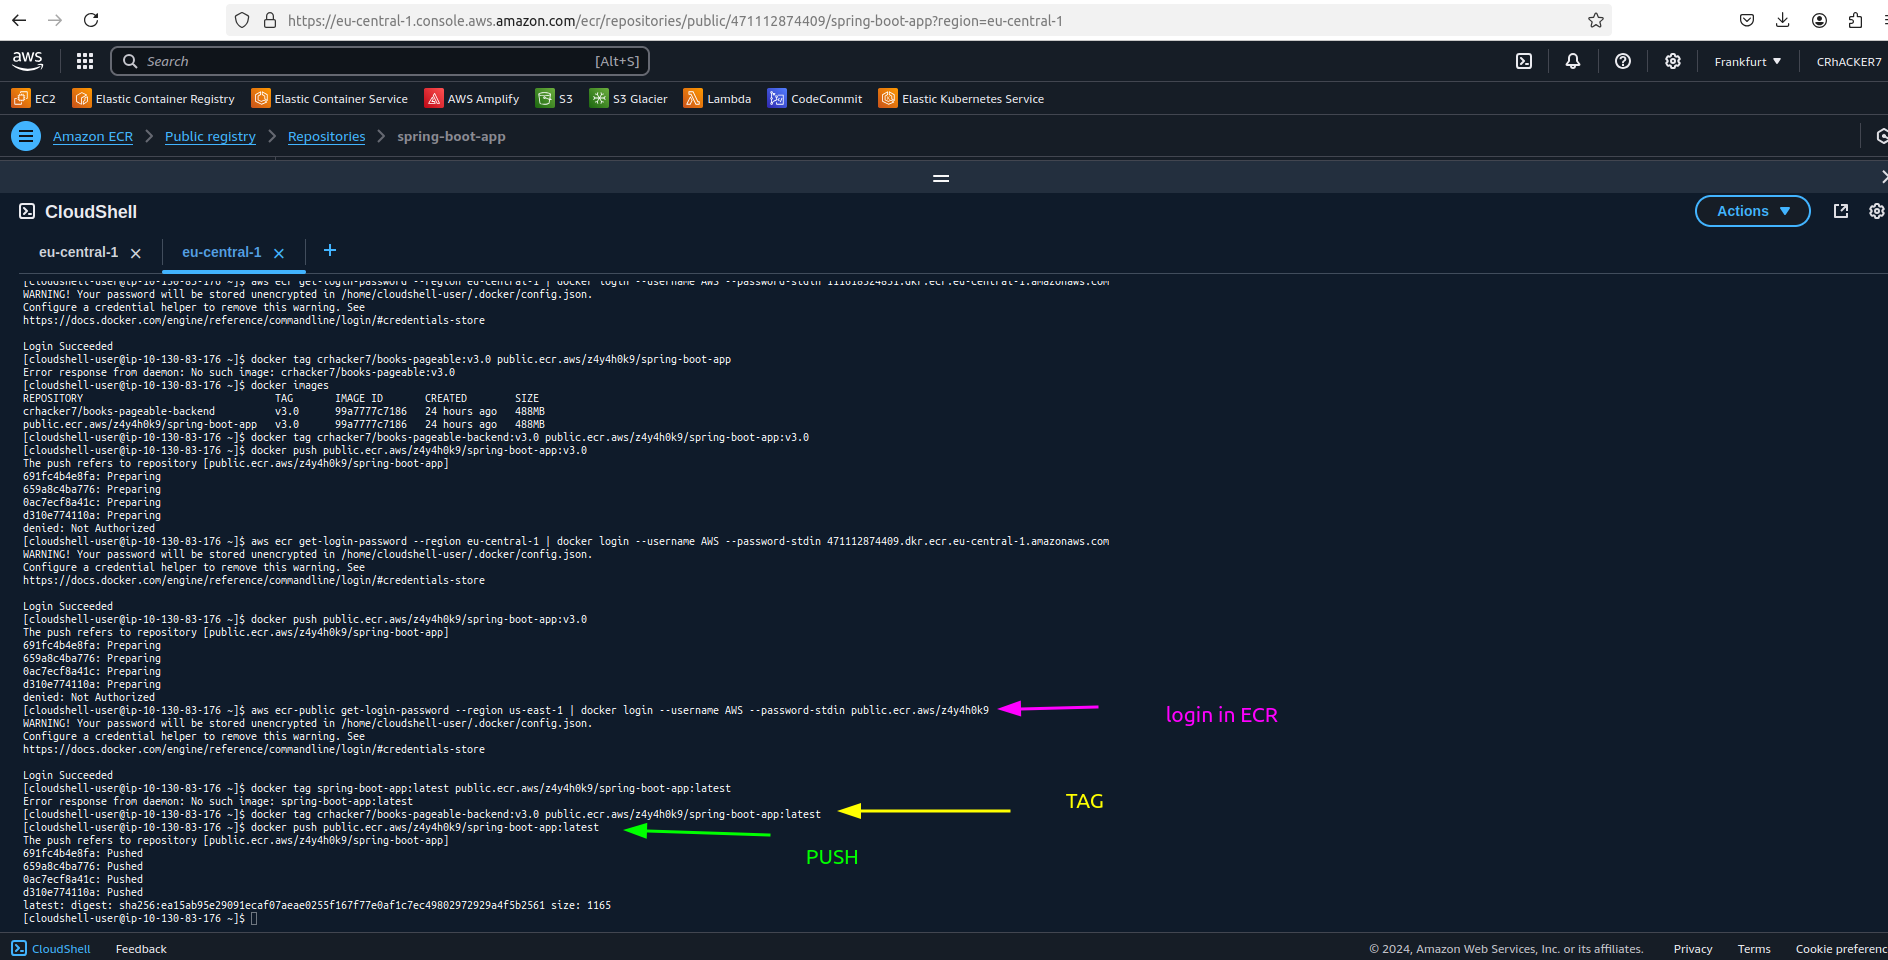 https://eu-central-1.console.aws.amazon.com/ecr/repositories/public/471112874409/spring-boot-app?region=eu-central-1
aws Search [Alt+S] Frankfurt CRhACKER7
EC2 Elastic Container Registry Elastic Container Service AWS Amplify S3 S3 Glacier Lambda CodeCommit Elastic Kubernetes Service
Amazon ECR Public registry Repositories spring-boot-app
CloudShell Actions
eu-central-1 eu-central-1
[cloudshell-user@ip-10-130-83-176 ~]$ aws ecr get-login-password --region eu-central-1 | docker login --username AWS --password-stdin
WARNING! Your password will be stored unencrypted in /home/cloudshell-user/.docker/config.json.
Configure a credential helper to remove this warning. See
https://docs.docker.com/engine/reference/commandline/login/#credentials-store
Login Succeeded
[cloudshell-user@ip-10-130-83-176 ~]$ docker tag crhacker7/books-pageable:v3.0 public.ecr.aws/z4y4h0k9/spring-boot-app
Error response from daemon: No such image: crhacker7/books-pageable:v3.0
[cloudshell-user@ip-10-130-83-176 ~]$ docker images
REPOSITORY TAG IMAGE ID CREATED SIZE
crhacker7/books-pageable-backend v3.0 99a7777c7186 24 hours ago 488MB
public.ecr.aws/z4y4h0k9/spring-boot-app v3.0 99a7777c7186 24 hours ago 488MB
[cloudshell-user@ip-10-130-83-176 ~]$ docker tag crhacker7/books-pageable-backend:v3.0 public.ecr.aws/z4y4h0k9/spring-boot-app:v3.0
[cloudshell-user@ip-10-130-83-176 ~]$ docker push public.ecr.aws/z4y4h0k9/spring-boot-app:v3.0
The push refers to repository [public.ecr.aws/z4y4h0k9/spring-boot-app]
691fc4b4e8fa: Preparing
659a8c4ba776: Preparing
0ac7ecf8a41c: Preparing
d310e774110a: Preparing
denied: Not Authorized
[cloudshell-user@ip-10-130-83-176 ~]$ aws ecr get-login-password --region eu-central-1 | docker login --username AWS --password-stdin 471112874409.dkr.ecr.eu-central-1.amazonaws.com
WARNING! Your password will be stored unencrypted in /home/cloudshell-user/.docker/config.json.
Configure a credential helper to remove this warning. See
https://docs.docker.com/engine/reference/commandline/login/#credentials-store
Login Succeeded
[cloudshell-user@ip-10-130-83-176 ~]$ docker push public.ecr.aws/z4y4h0k9/spring-boot-app:v3.0
The push refers to repository [public.ecr.aws/z4y4h0k9/spring-boot-app]
691fc4b4e8fa: Preparing
659a8c4ba776: Preparing
0ac7ecf8a41c: Preparing
d310e774110a: Preparing
denied: Not Authorized
[cloudshell-user@ip-10-130-83-176 ~]$ aws ecr-public get-login-password --region us-east-1 | docker login --username AWS --password-stdin public.ecr.aws/z4y4h0k9
login in ECR
WARNING! Your password will be stored unencrypted in /home/cloudshell-user/.docker/config.json.
Configure a credential helper to remove this warning. See
https://docs.docker.com/engine/reference/commandline/login/#credentials-store
Login Succeeded
[cloudshell-user@ip-10-130-83-176 ~]$ docker tag spring-boot-app:latest public.ecr.aws/z4y4h0k9/spring-boot-app:latest
Error response from daemon: No such image: spring-boot-app:latest
TAG
[cloudshell-user@ip-10-130-83-176 ~]$ docker tag crhacker7/books-pageable-backend:v3.0 public.ecr.aws/z4y4h0k9/spring-boot-app:latest
[cloudshell-user@ip-10-130-83-176 ~]$ docker push public.ecr.aws/z4y4h0k9/spring-boot-app:latest
The push refers to repository [public.ecr.aws/z4y4h0k9/spring-boot-app]
PUSH
691fc4b4e8fa: Pushed
659a8c4ba776: Pushed
0ac7ecf8a41c: Pushed
d310e774110a: Pushed
latest: digest: sha256:ea15ab95e29091ecaf07aeae0255f167f77e0af1c7ec49802972929a4f5b2561 size: 1165
[cloudshell-user@ip-10-130-83-176 ~]$
CloudShell Feedback © 2024, Amazon Web Services, Inc. or its affiliates. Privacy Terms Cookie preferenc